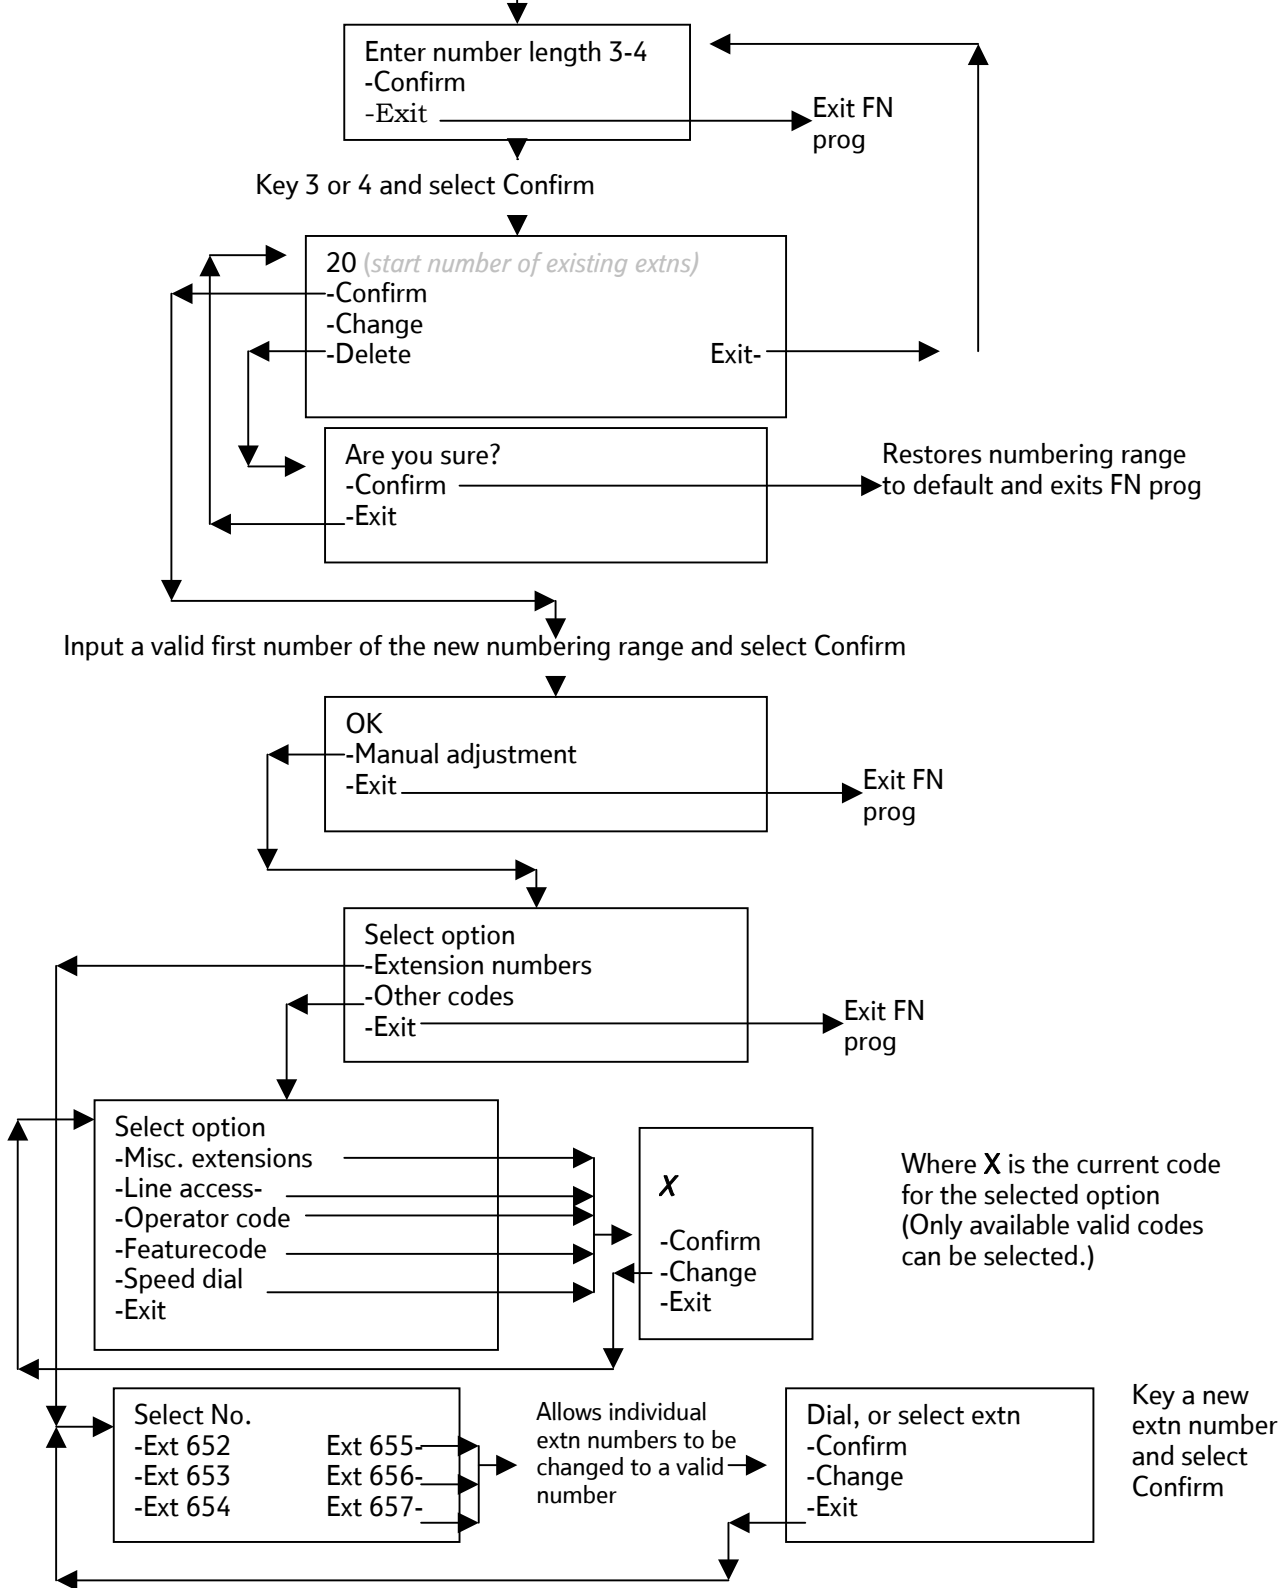 Enter number length 3-4
-Confirm
-Exit
Exit FN
prog
Key 3 or 4 and select Confirm
20 (start number of existing extns)
-Confirm
-Change
-Delete
Exit-
Are you sure?
-Confirm
-Exit
Restores numbering range
to default and exits FN prog
Input a valid first number of the new numbering range and select Confirm
OK
-Manual adjustment
-Exit
Exit FN
prog
Select option
-Extension numbers
-Other codes
-Exit
Exit FN
prog
Select option
-Misc. extensions
-Line access-
-Operator code
-Featurecode
-Speed dial
-Exit
X
-Confirm
-Change
-Exit
Where X is the current code
for the selected option
(Only available valid codes
can be selected.)
Select No.
-Ext 652 Ext 655-
-Ext 653 Ext 656-
-Ext 654 Ext 657-
Allows individual
extn numbers to be
changed to a valid
number
Dial, or select extn
-Confirm
-Change
-Exit
Key a new
extn number
and select
Confirm